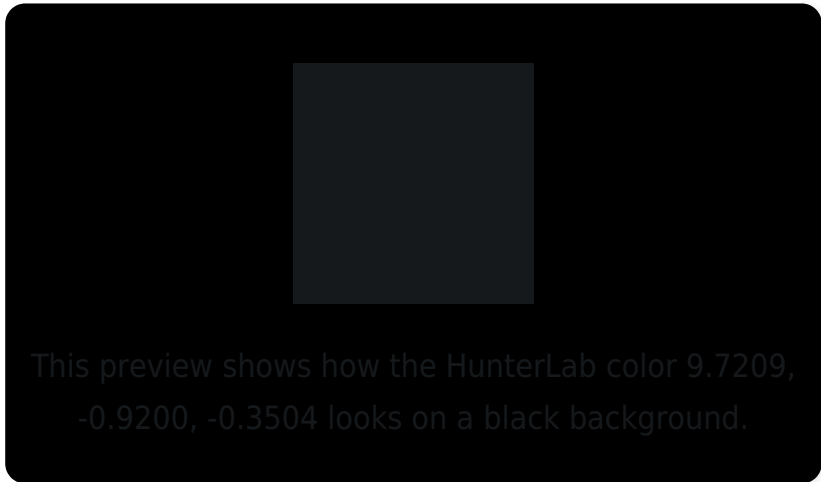 This preview shows how the HunterLab color 9.7209,
-0.9200, -0.3504 looks on a black background.